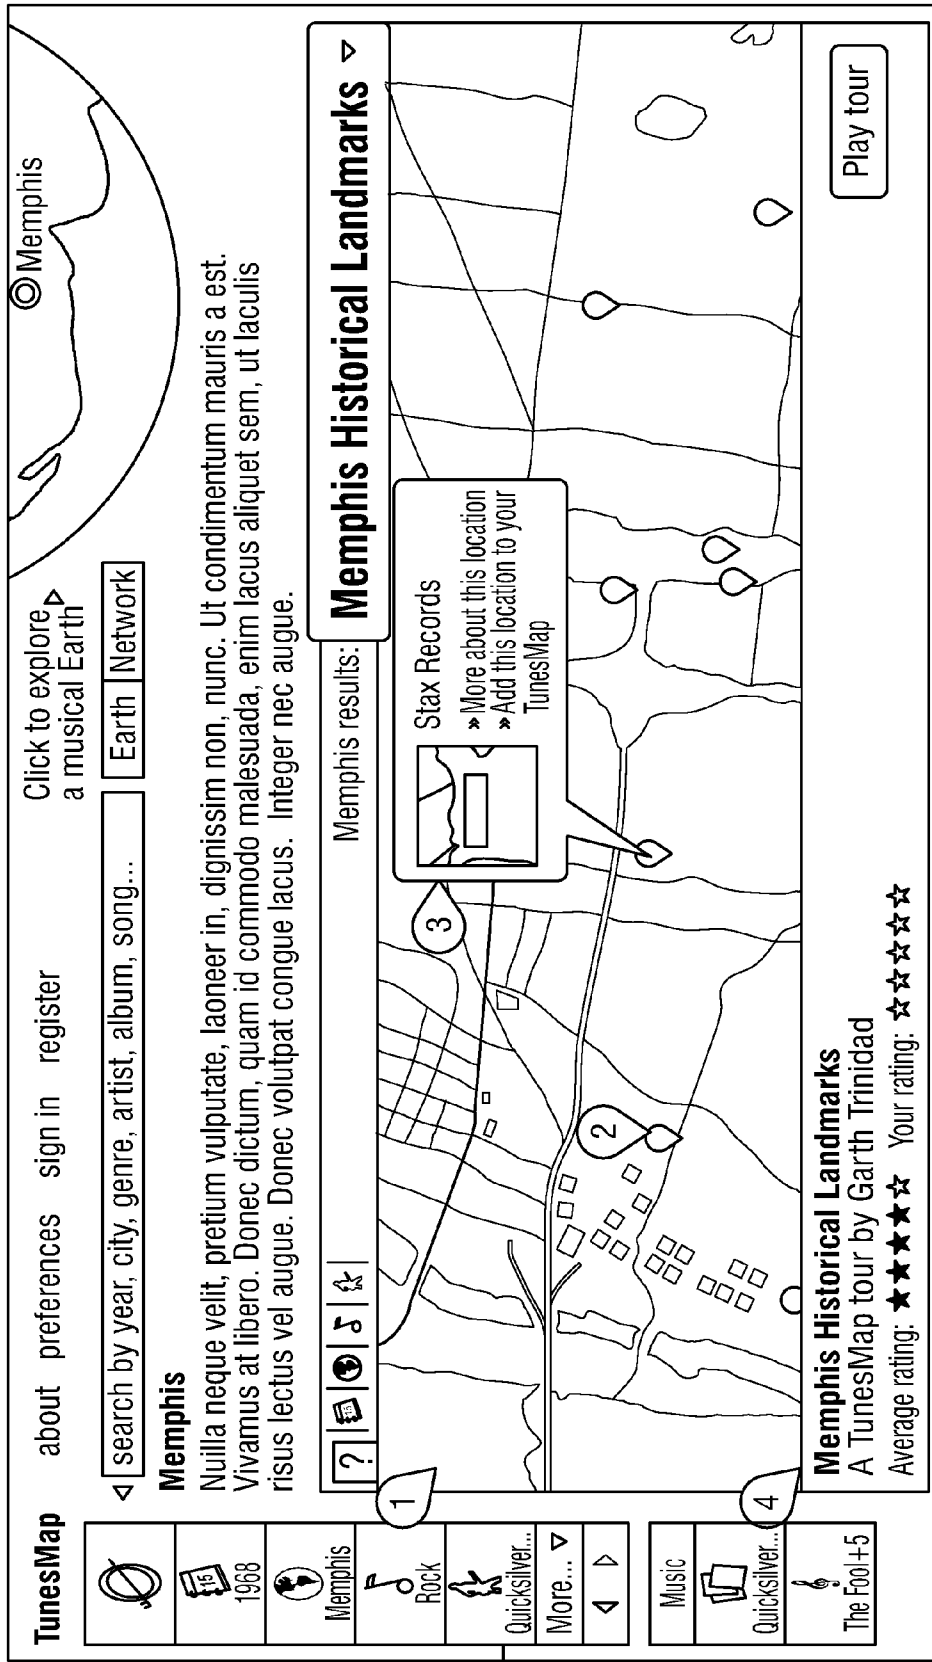 TunesMap
about preferences sign in register
Click to explore
a musical Earth
search by year, city, genre, artist, album, song...
Earth Network
Memphis
Memphis
Nuilla neque velit, pretium vulputate, laoneer in, dignissim non, nunc. Ut condimentum mauris a est.
Vivamus at libero. Donec dictum, quam id commodo malesuada, enim lacus aliquet sem, ut laculis
risus lectus vel augue. Donec volutpat congue lacus. Integer nec augue.
15
1968
Memphis
Rock
Quicksilver...
More...
Music
Quicksilver...
The Fool +5
? 15
Memphis results:
Memphis Historical Landmarks
1
2
3
4
Stax Records
» More about this location
» Add this location to your
TunesMap
Memphis Historical Landmarks
A TunesMap tour by Garth Trinidad
Average rating: ★★★★☆ Your rating: ☆☆☆☆☆
Play tour